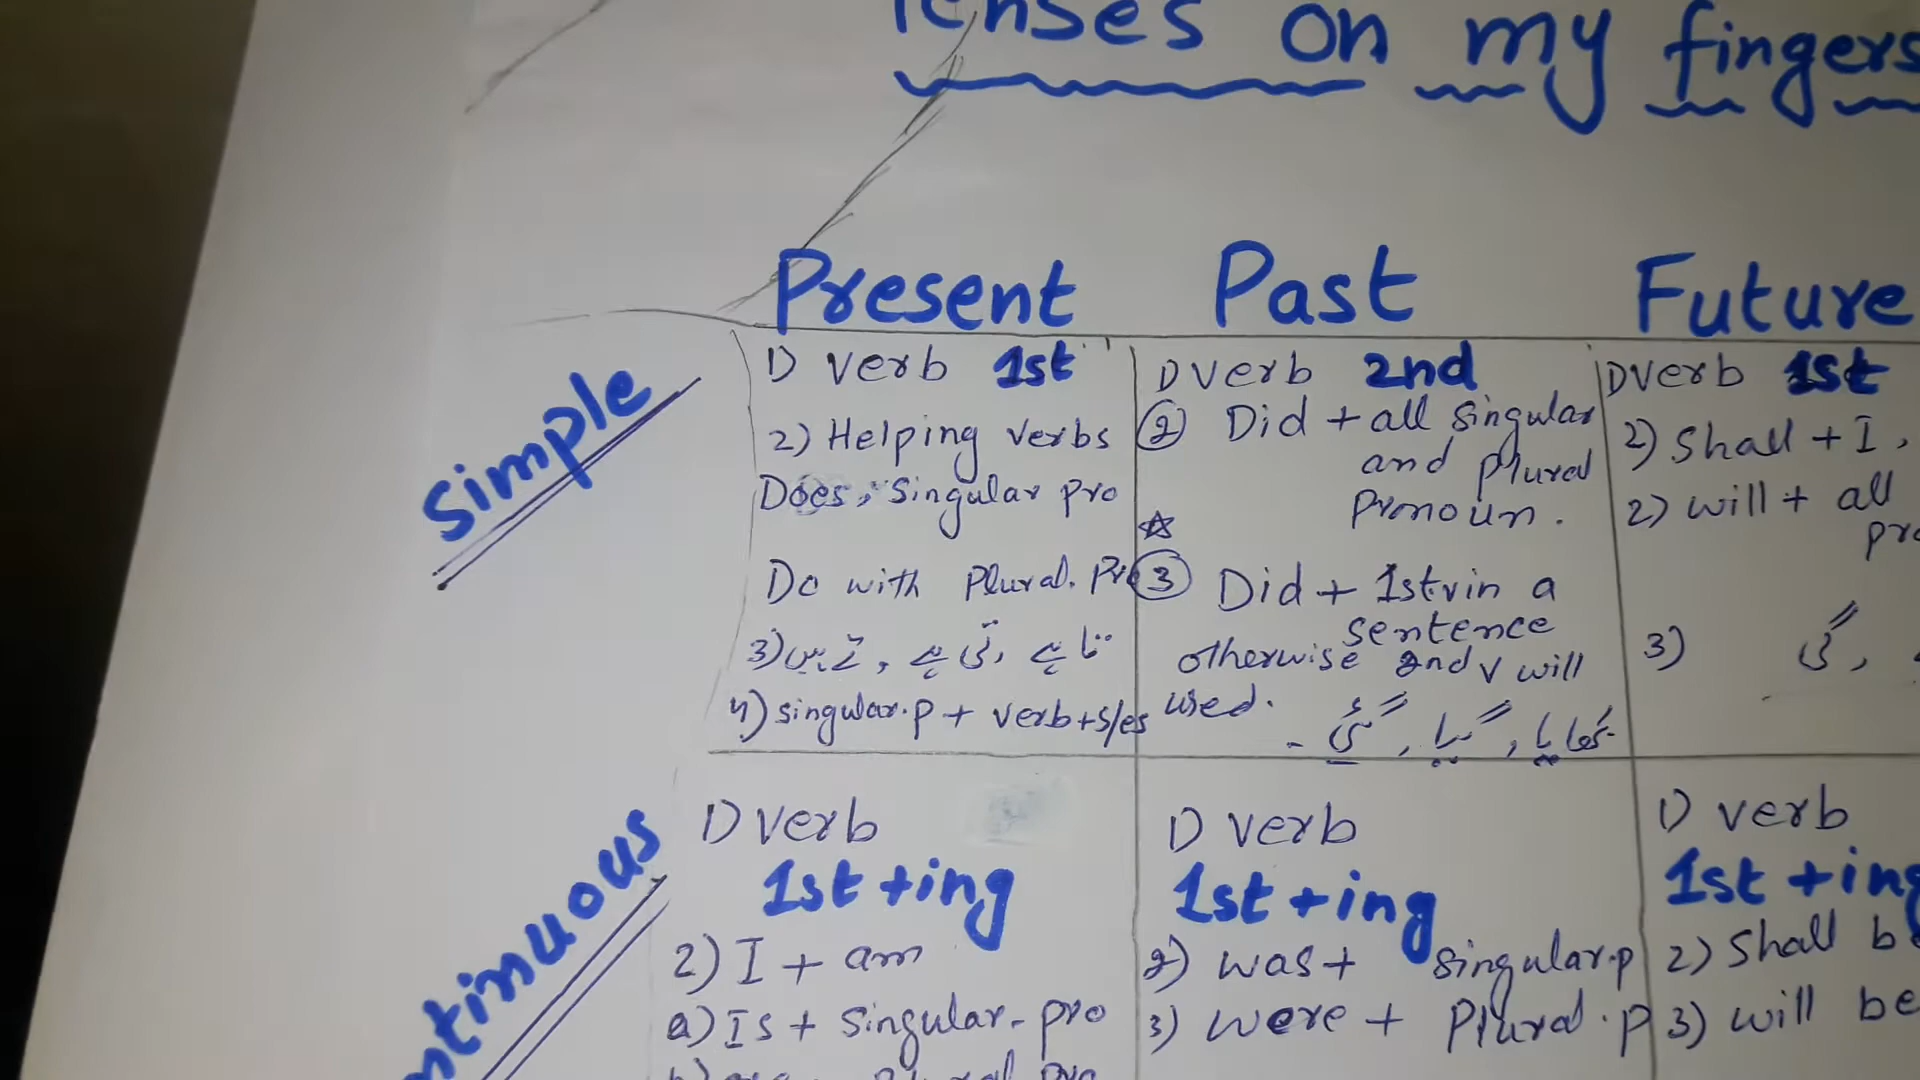 Tenses on my fingers
Present Past Future
Simple
1) verb 1st
2) Helping verbs
Does, singular pro
Do with plural. Pro
3) تا ہے, تی ہے, تے ہیں
4) singular.p + verb+s/es
1) verb 2nd
2) Did + all singular
and plural
Pronoun.
3) Did + 1st v in a
sentence
otherwise 2nd v will
used.
کھایا, گیا, گئی -
1) verb 1st
2) Shall + I,
2) will + all
3) گی,
1) verb
1st +ing
2) I + am
a) Is + singular. pro
1) verb
1st +ing
2) was + singular.p
3) were + Plural.p
1) verb
1st +ing
2) Shall be
3) will be